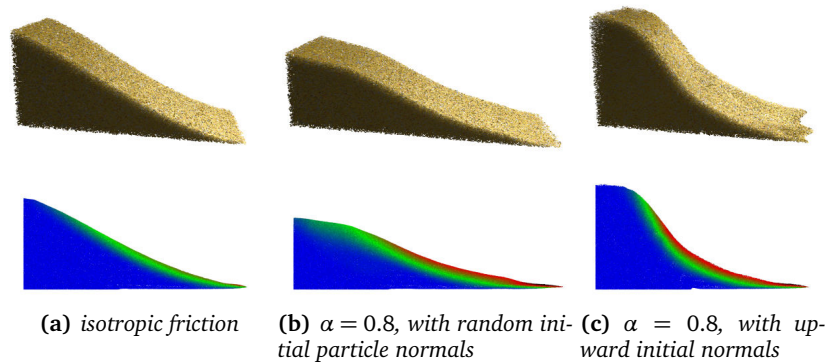 (a) isotropic friction
(b) α = 0.8, with random ini-
tial particle normals
(c) α = 0.8, with up-
ward initial normals